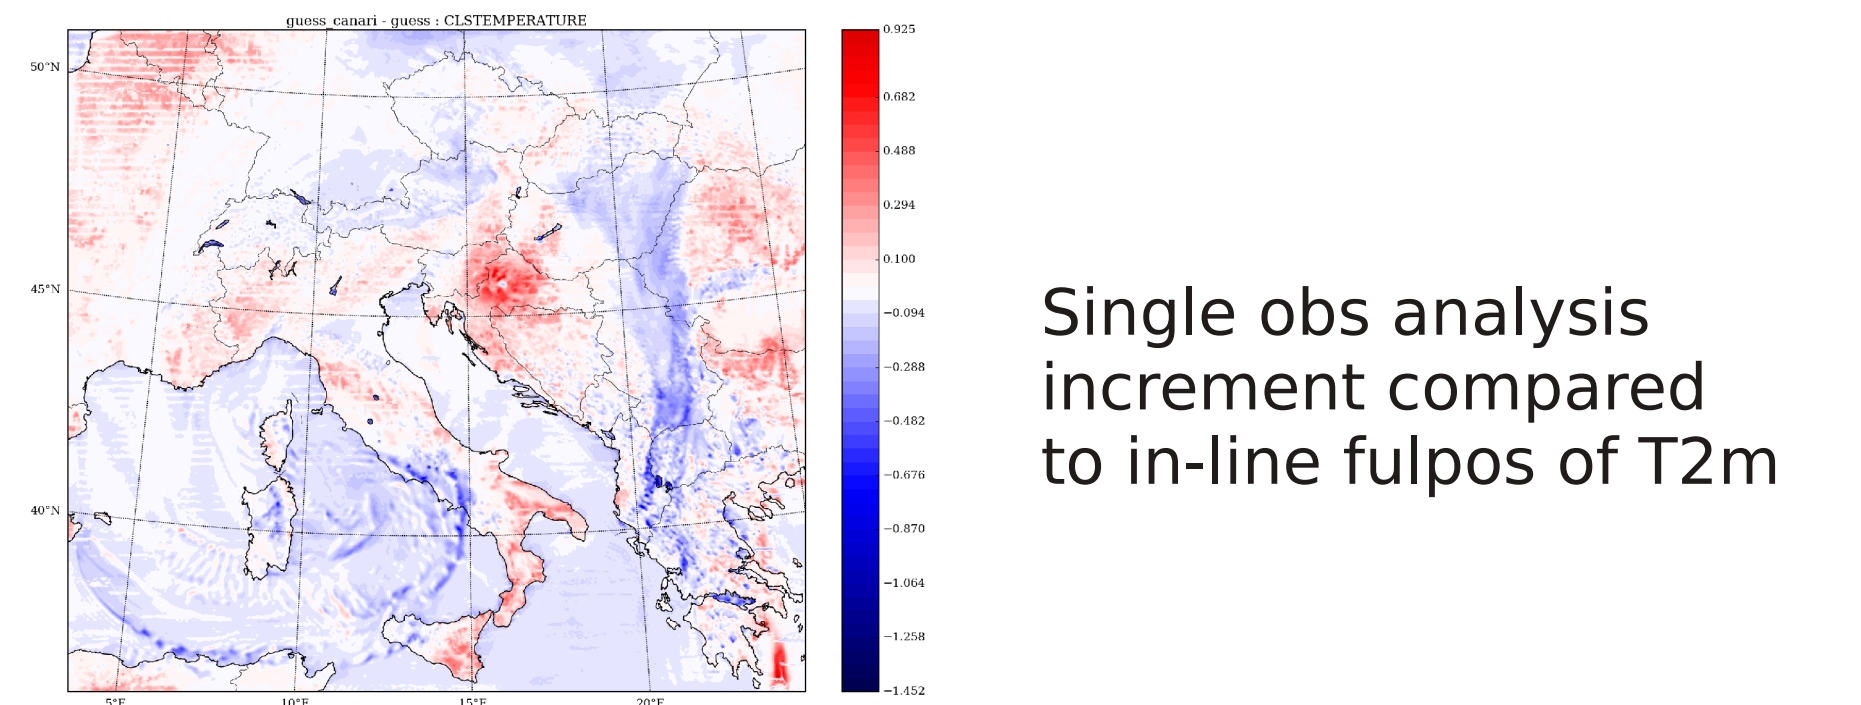 guess_canari - guess : CLSTEMPERATURE
50°N
45°N
40°N
5°E
10°E
15°E
20°E
0.925
0.682
0.488
0.294
0.100
−0.094
−0.288
−0.482
−0.676
−0.870
−1.064
−1.258
−1.452
Single obs analysis
increment compared
to in-line fulpos of T2m